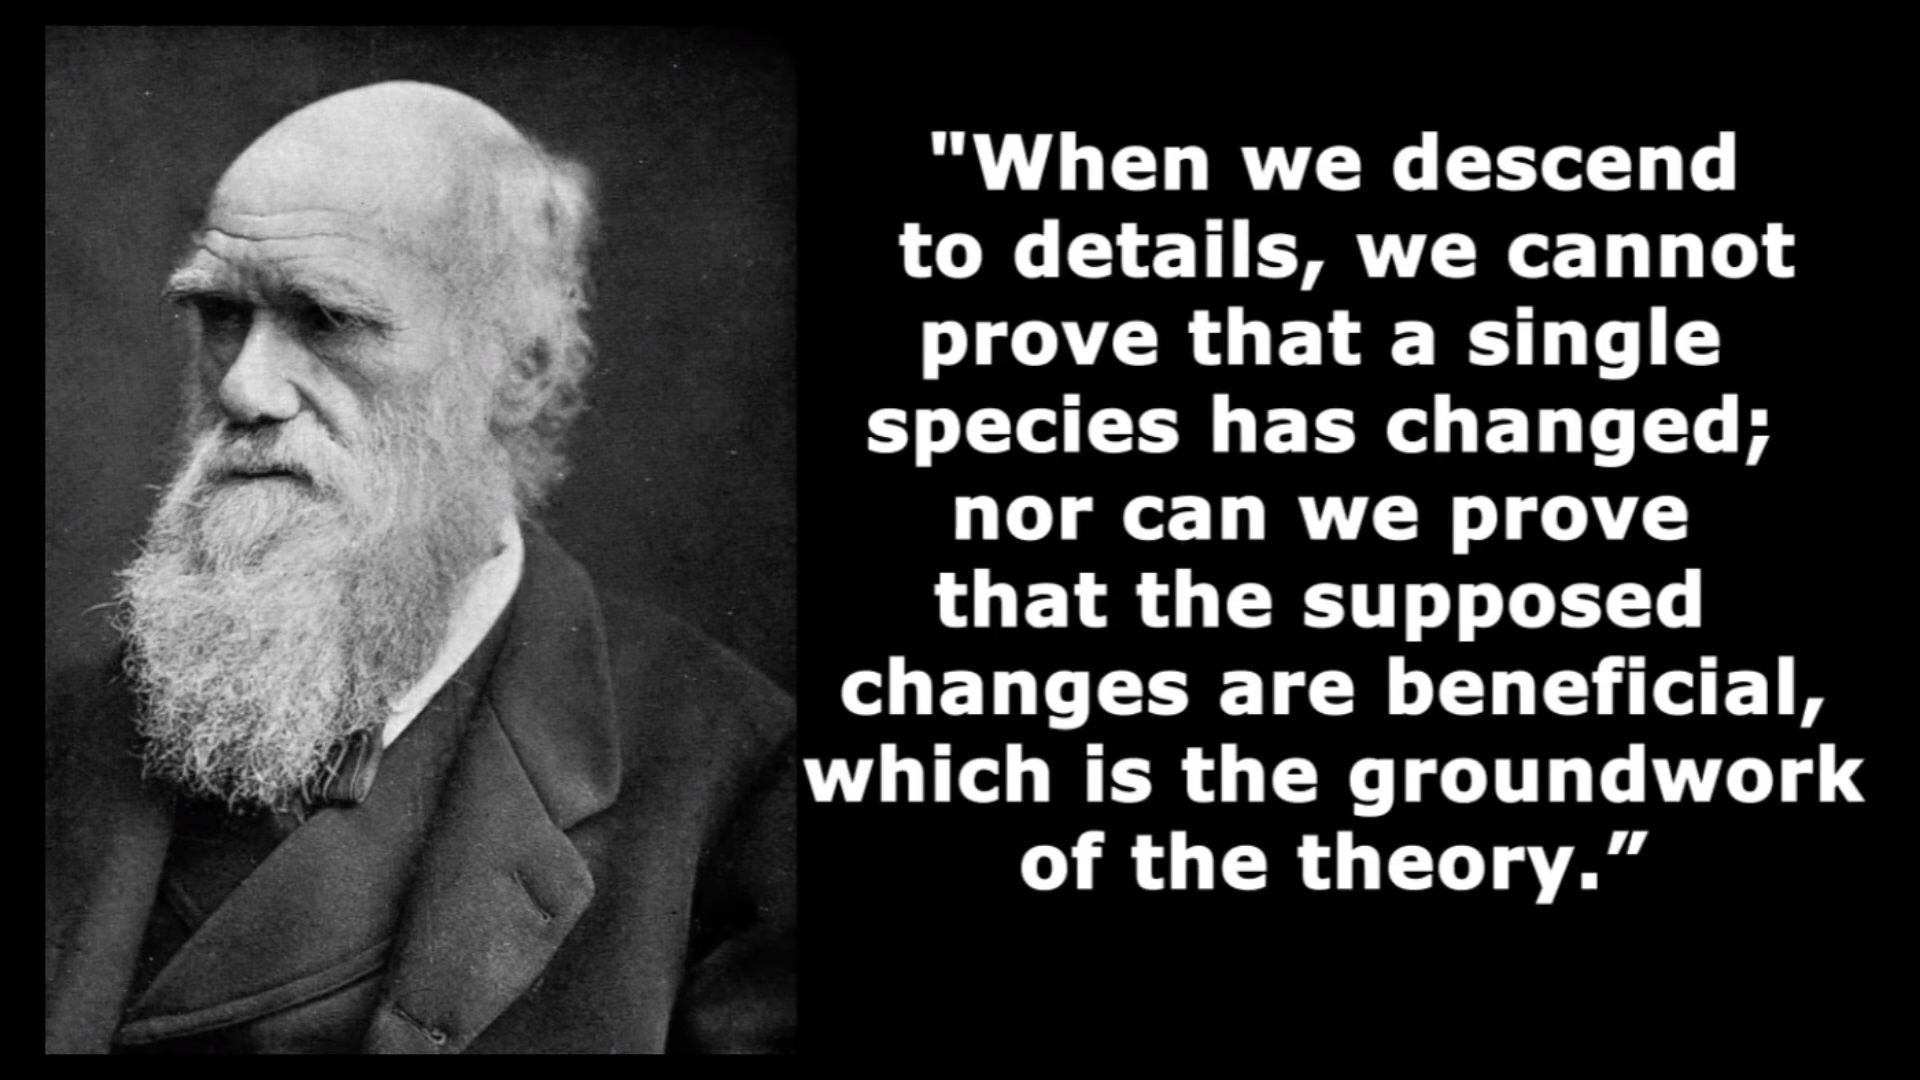 "When we descend
to details, we cannot
prove that a single
species has changed;
nor can we prove
that the supposed
changes are beneficial,
which is the groundwork
of the theory.”